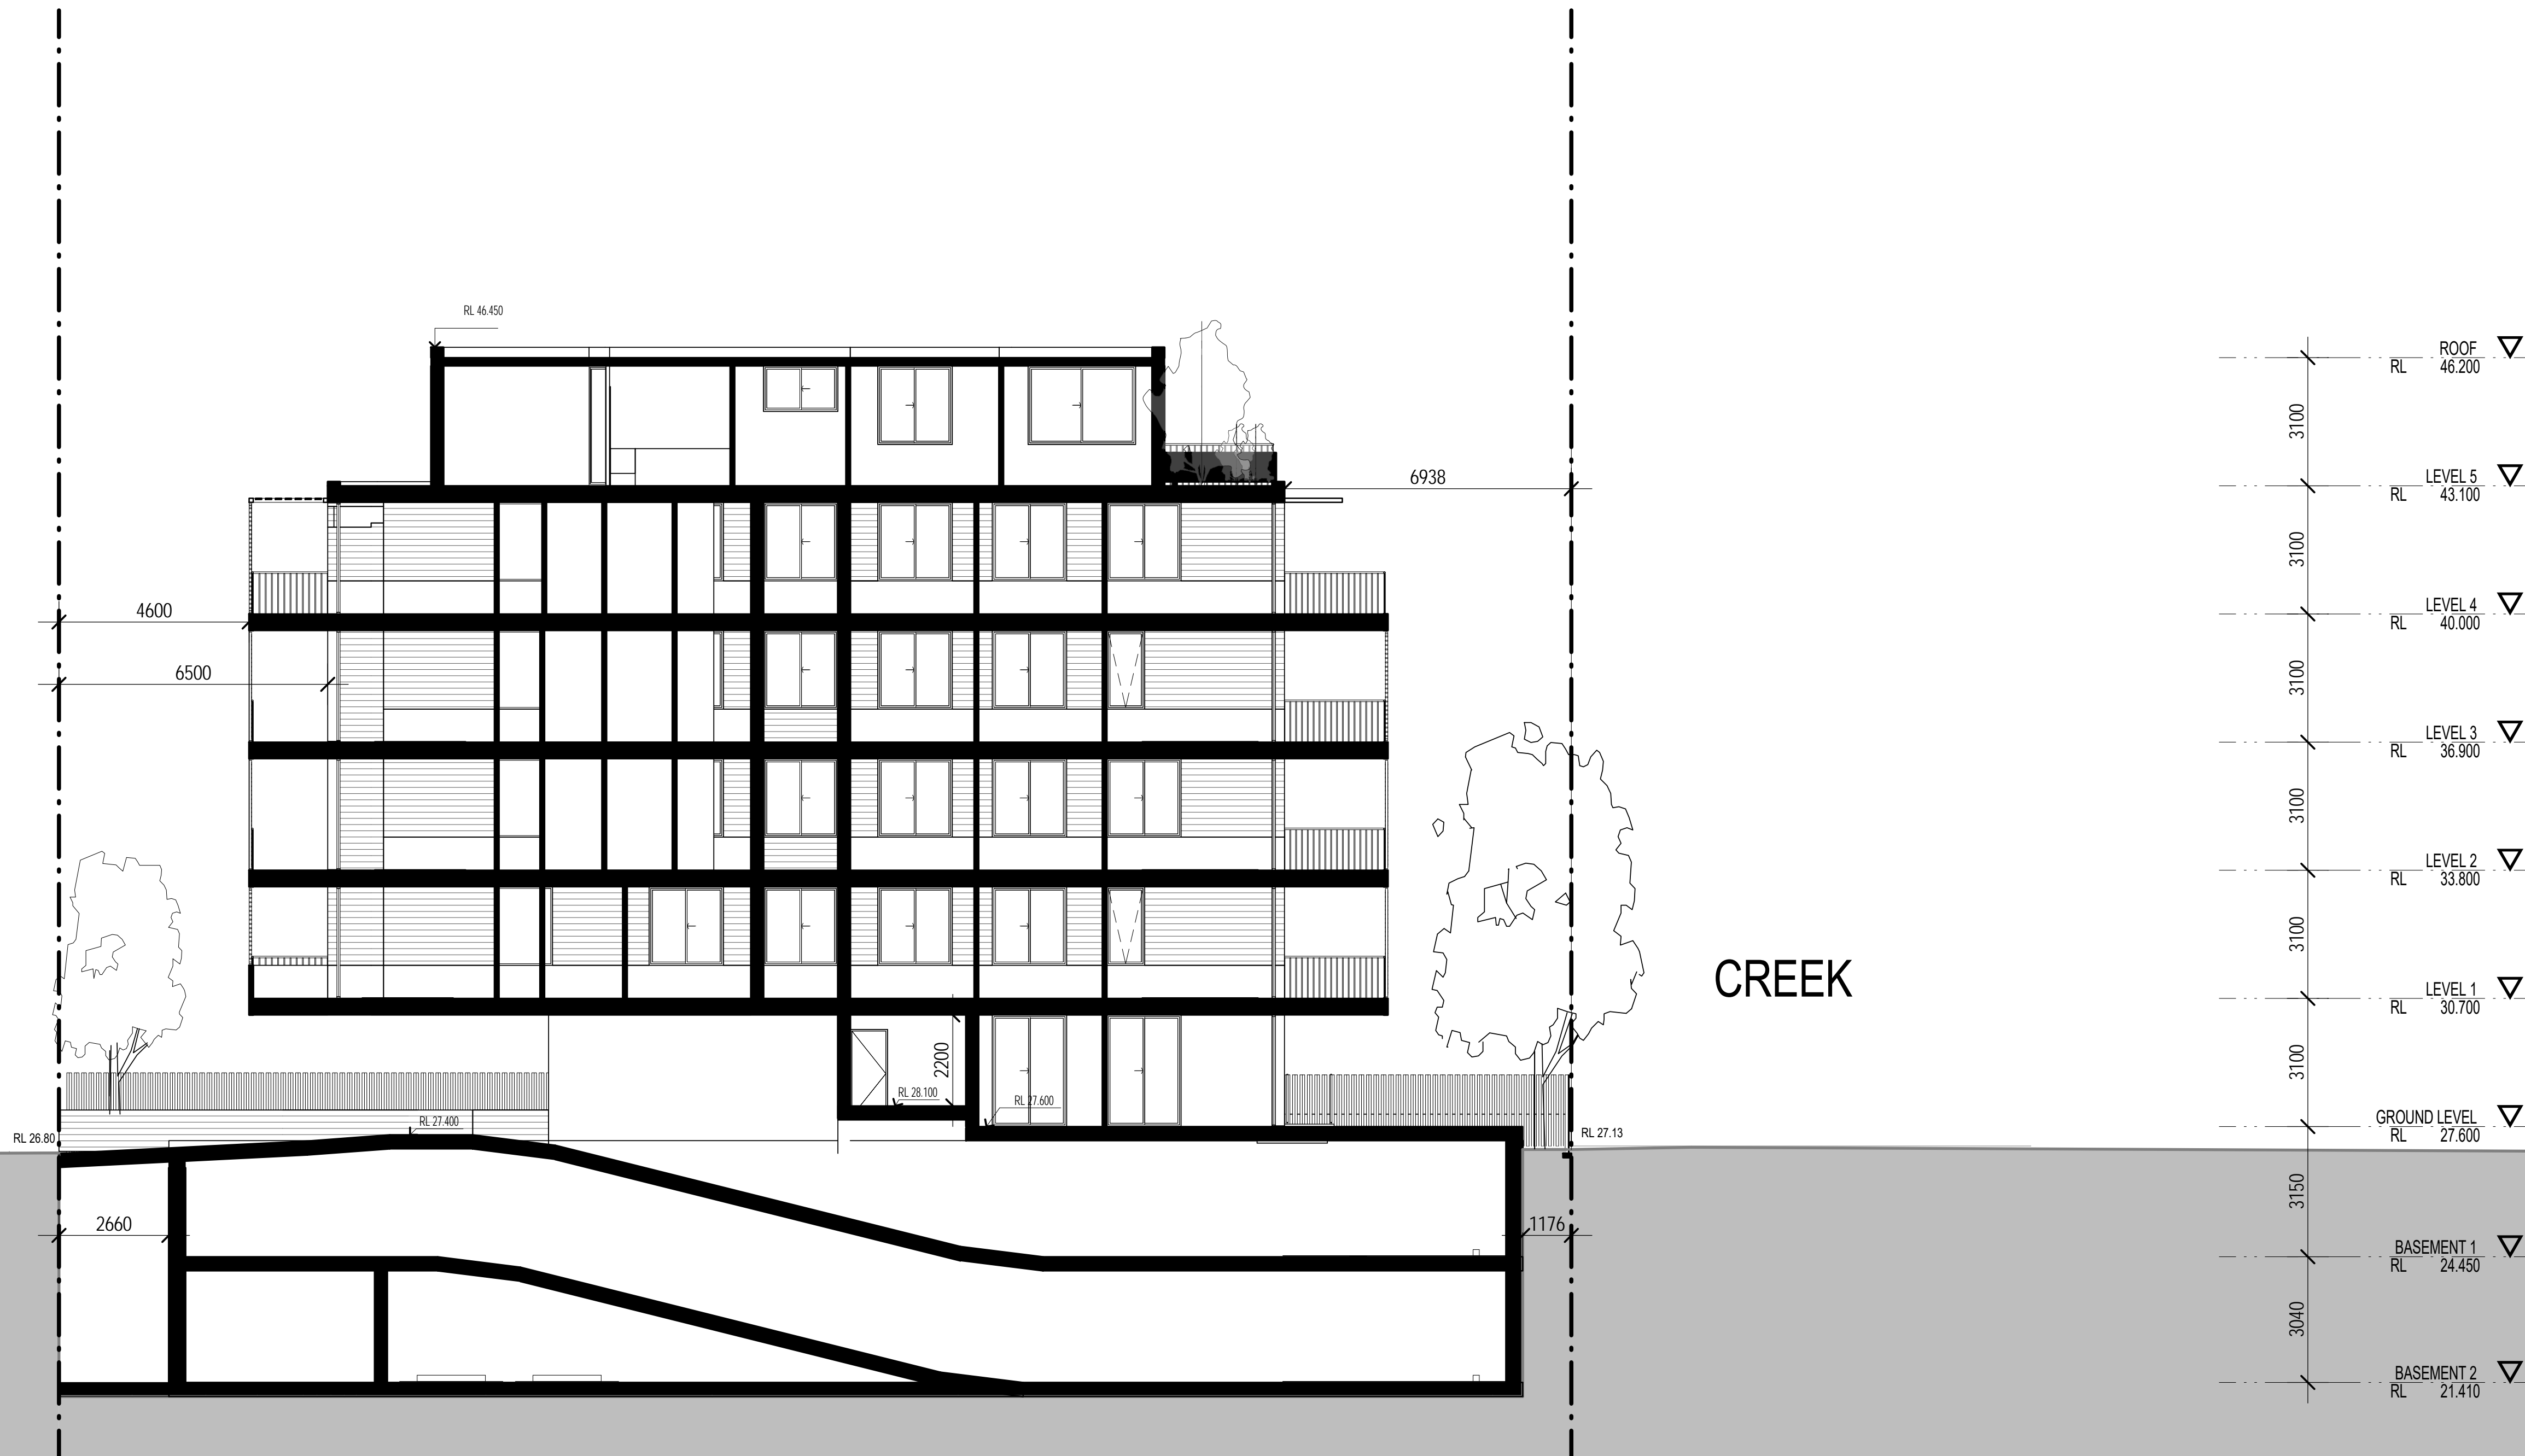 RL 46.450
ROOF
RL 46.200
3100
6938
LEVEL 5
RL 43.100
3100
4600
LEVEL 4
RL 40.000
6500
3100
LEVEL 3
RL 36.900
3100
LEVEL 2
RL 33.800
3100
CREEK
LEVEL 1
RL 30.700
2200
3100
RL 28.100
RL 27.600
RL 27.400
GROUND LEVEL
RL 27.600
RL 26.80
RL 27.13
3150
2660
1176
BASEMENT 1
RL 24.450
3040
BASEMENT 2
RL 21.410